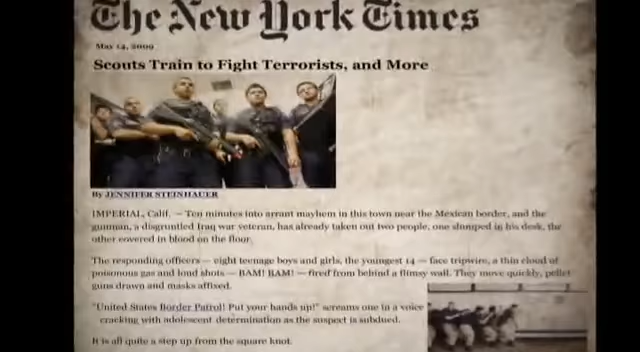 The New York Times
May 14, 2009
Scouts Train to Fight Terrorists, and More
By JENNIFER STEINHAUER
IMPERIAL, Calif. — Ten minutes into arrant mayhem in this town near the Mexican border, and the
gunman, a disgruntled Iraq war veteran, has already taken out two people, one slumped in his desk, the
other covered in blood on the floor.
The responding officers — eight teenage boys and girls, the youngest 14 — face tripwire, a thin cloud of
poisonous gas and loud shots — BAM! BAM! — fired from behind a flimsy wall. They move quickly, pellet
guns drawn and masks affixed.
"United States Border Patrol! Put your hands up!" screams one in a voice
cracking with adolescent determination as the suspect is subdued.
It is all quite a step up from the square knot.